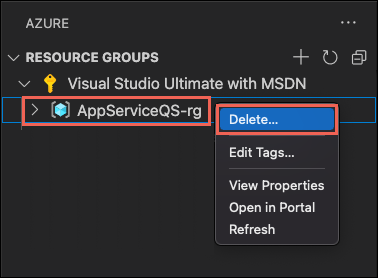 AZURE
RESOURCE GROUPS
Visual Studio Ultimate with MSDN
AppServiceQS-rg
Delete...
Edit Tags...
View Properties
Open in Portal
Refresh